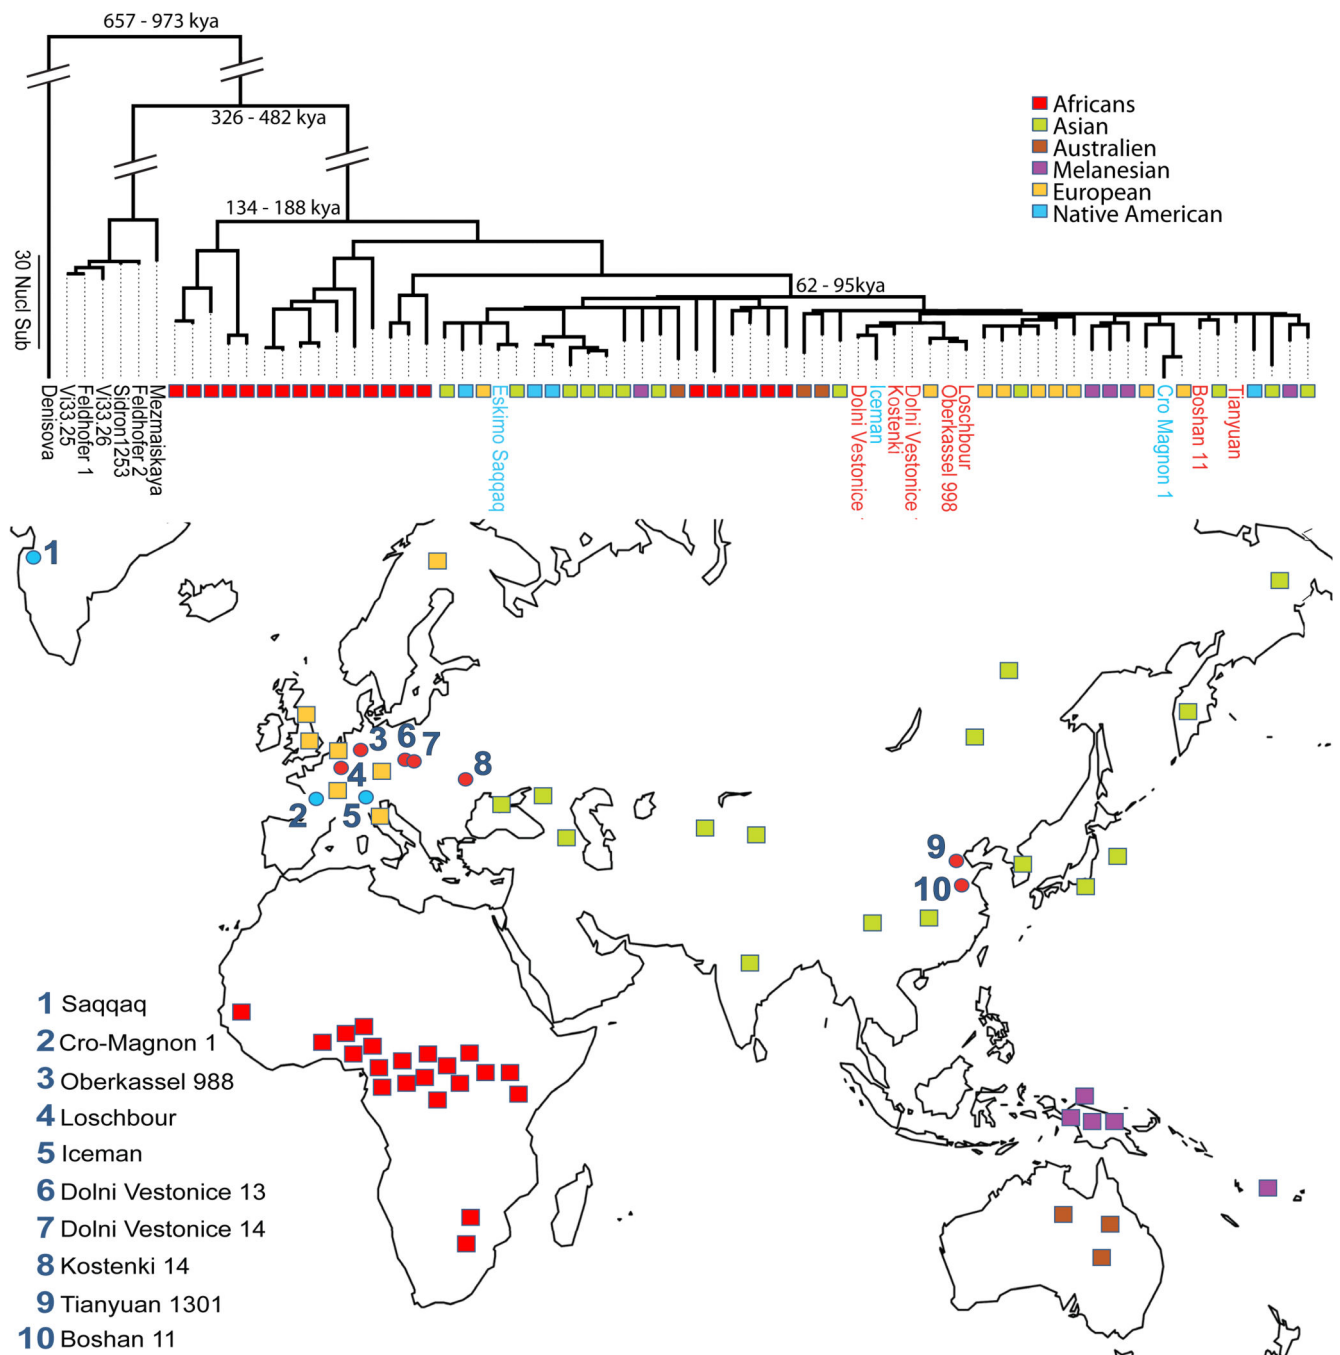 657 - 973 kya
326 - 482 kya
134 - 188 kya
62 - 95kya
30 Nucl Sub
Africans
Asian
Australien
Melanesian
European
Native American
Denisova
Vi33.25
Feldhofer 1
Vi33.26
Sidron1253
Feldhofer 2
Mezmaiskaya
Eskimo Saqqaq
Dolni Vestonice
Iceman
Kostenki
Dolni Vestonice
Oberkassel 998
Loschbour
Cro Magnon 1
Boshan 11
Tianyuan
1
2
3
4
5
6
7
8
9
10
1 Saqqaq
2 Cro-Magnon 1
3 Oberkassel 988
4 Loschbour
5 Iceman
6 Dolni Vestonice 13
7 Dolni Vestonice 14
8 Kostenki 14
9 Tianyuan 1301
10 Boshan 11